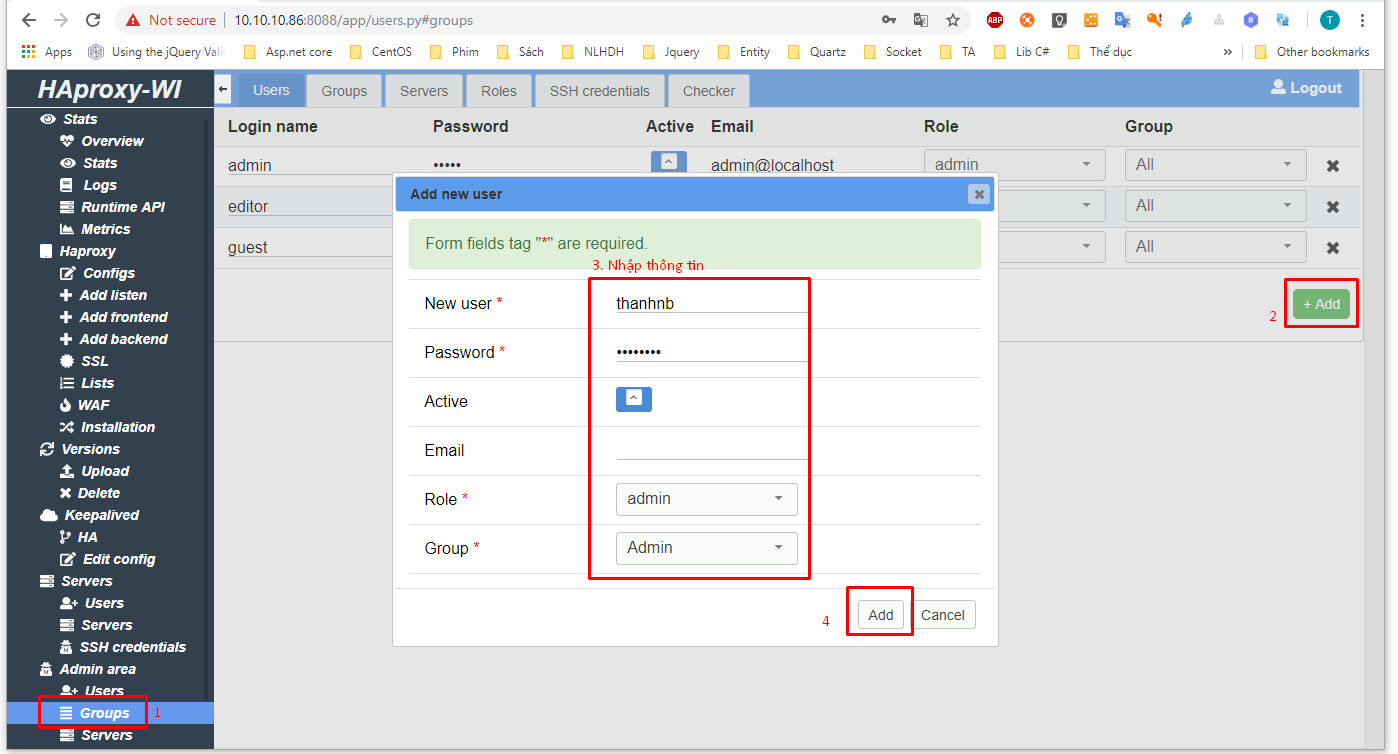 Not secure | 10.10.10.86:8088/app/users.py#groups
ABP T
Apps Using the jQuery Vali Asp.net core CentOS Phim Sách NLHDH Jquery Entity Quartz Socket TA Lib C# Thể dục » Other bookmarks
HAproxy-WI
Users Groups Servers Roles SSH credentials Checker Logout
Stats
Overview
Stats
Logs
Runtime API
Metrics
Haproxy
Configs
Add listen
Add frontend
Add backend
SSL
Lists
WAF
Installation
Versions
Upload
Delete
Keepalived
HA
Edit config
Servers
Users
Servers
SSH credentials
Admin area
Users
Groups 1
Servers
Login name Password Active Email Role Group
admin ••••• admin@localhost admin All
editor All
guest All
2 + Add
Add new user
Form fields tag "*" are required.
3. Nhập thông tin
New user * thanhnb
Password * ••••••••
Active
Email
Role * admin
Group * Admin
4 Add Cancel